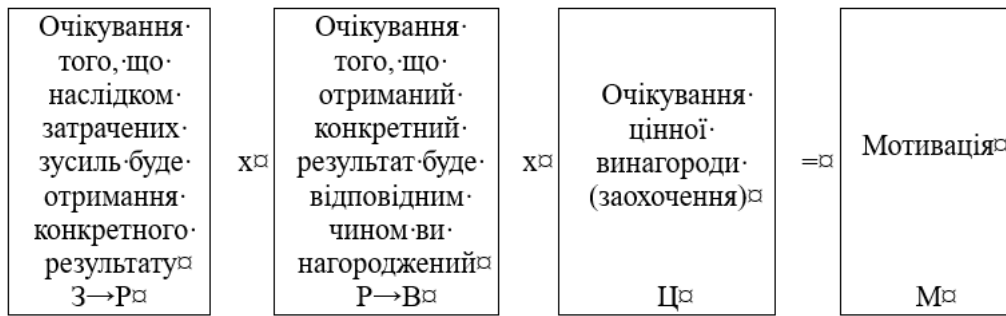 Очікування
того, що
наслідком
затрачених
зусиль буде
отримання
конкретного
результату¤
З→Р¤
х¤
Очікування
того, що
отриманий
конкретний
результат буде
відповідним
чином ви
нагороджений¤
Р→В¤
х¤
Очікування
цінної
винагороди
(заохочення)¤
Ц¤
=¤
Мотивація¤
М¤